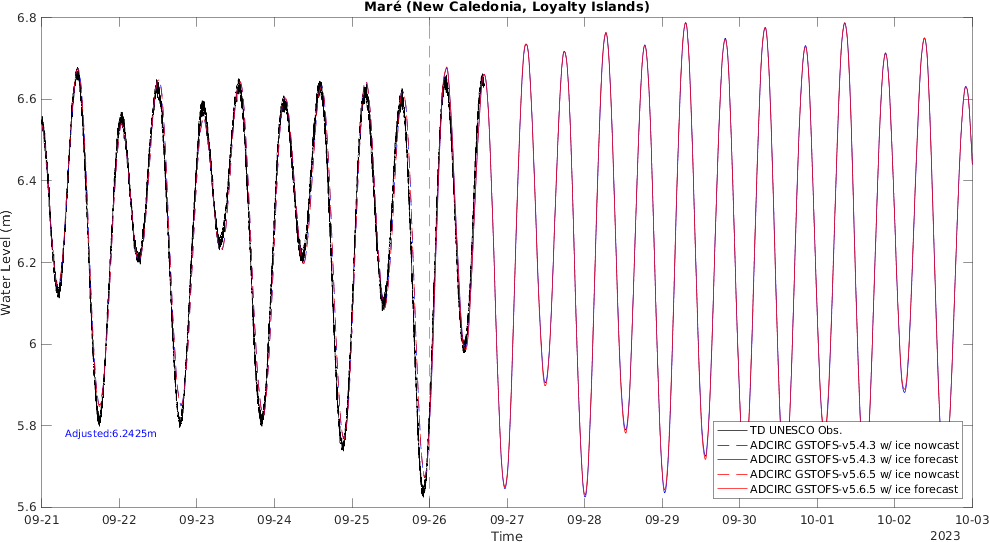 Maré (New Caledonia, Loyalty Islands)
Water Level (m)
6.8
6.6
6.4
6.2
6
5.8
5.6
Adjusted:6.2425m
TD UNESCO Obs.
ADCIRC GSTOFS-v5.4.3 w/ ice nowcast
ADCIRC GSTOFS-v5.4.3 w/ ice forecast
ADCIRC GSTOFS-v5.6.5 w/ ice nowcast
ADCIRC GSTOFS-v5.6.5 w/ ice forecast
09-21 09-22 09-23 09-24 09-25 09-26 09-27 09-28 09-29 09-30 10-01 10-02 10-03
Time
2023